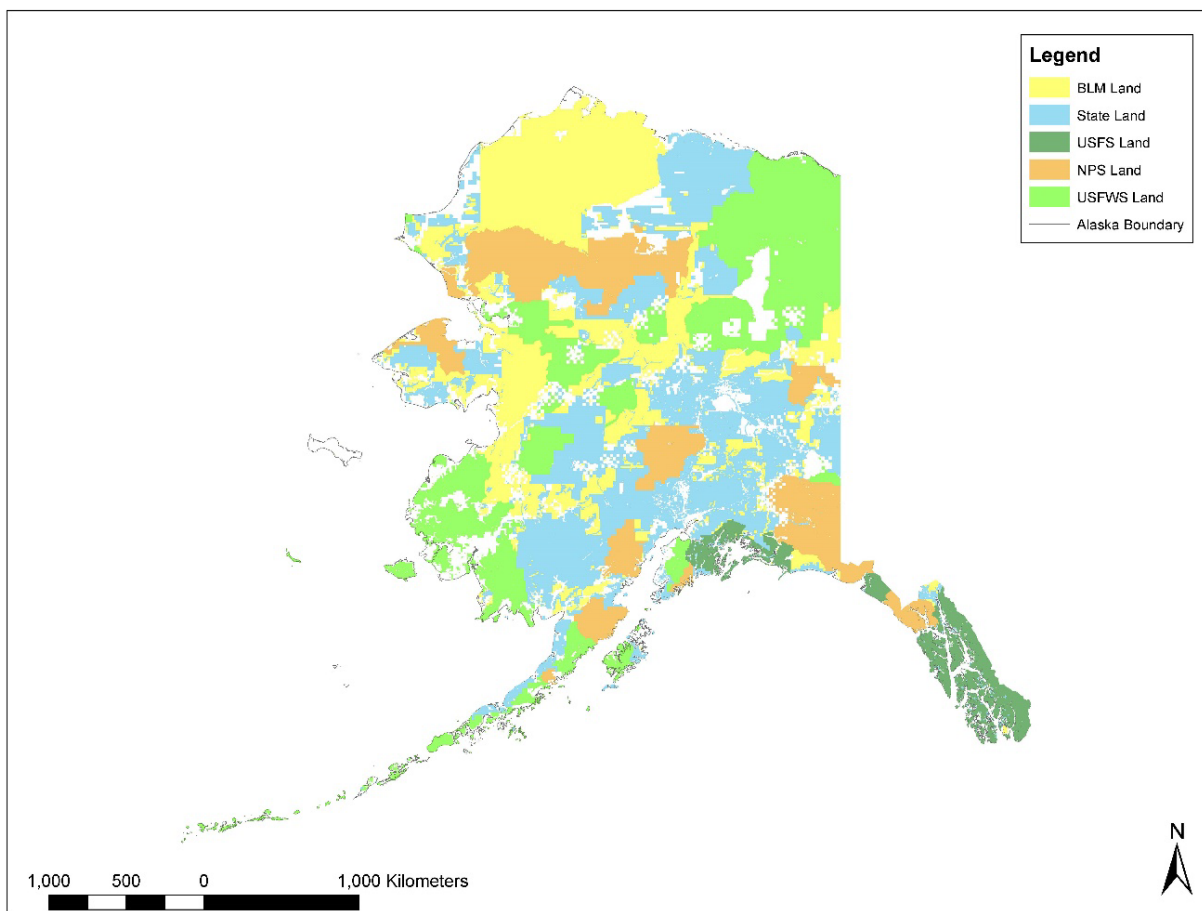 Legend
BLM Land
State Land
USFS Land
NPS Land
USFWS Land
Alaska Boundary
N
1,000 500 0 1,000 Kilometers